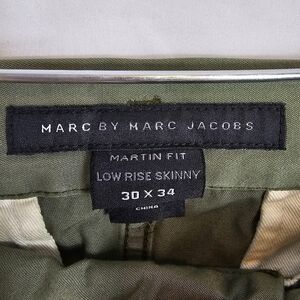 MARC BY MARC JACOBS
MARTIN FIT
LOW RISE SKINNY
30 X 34
CHINA